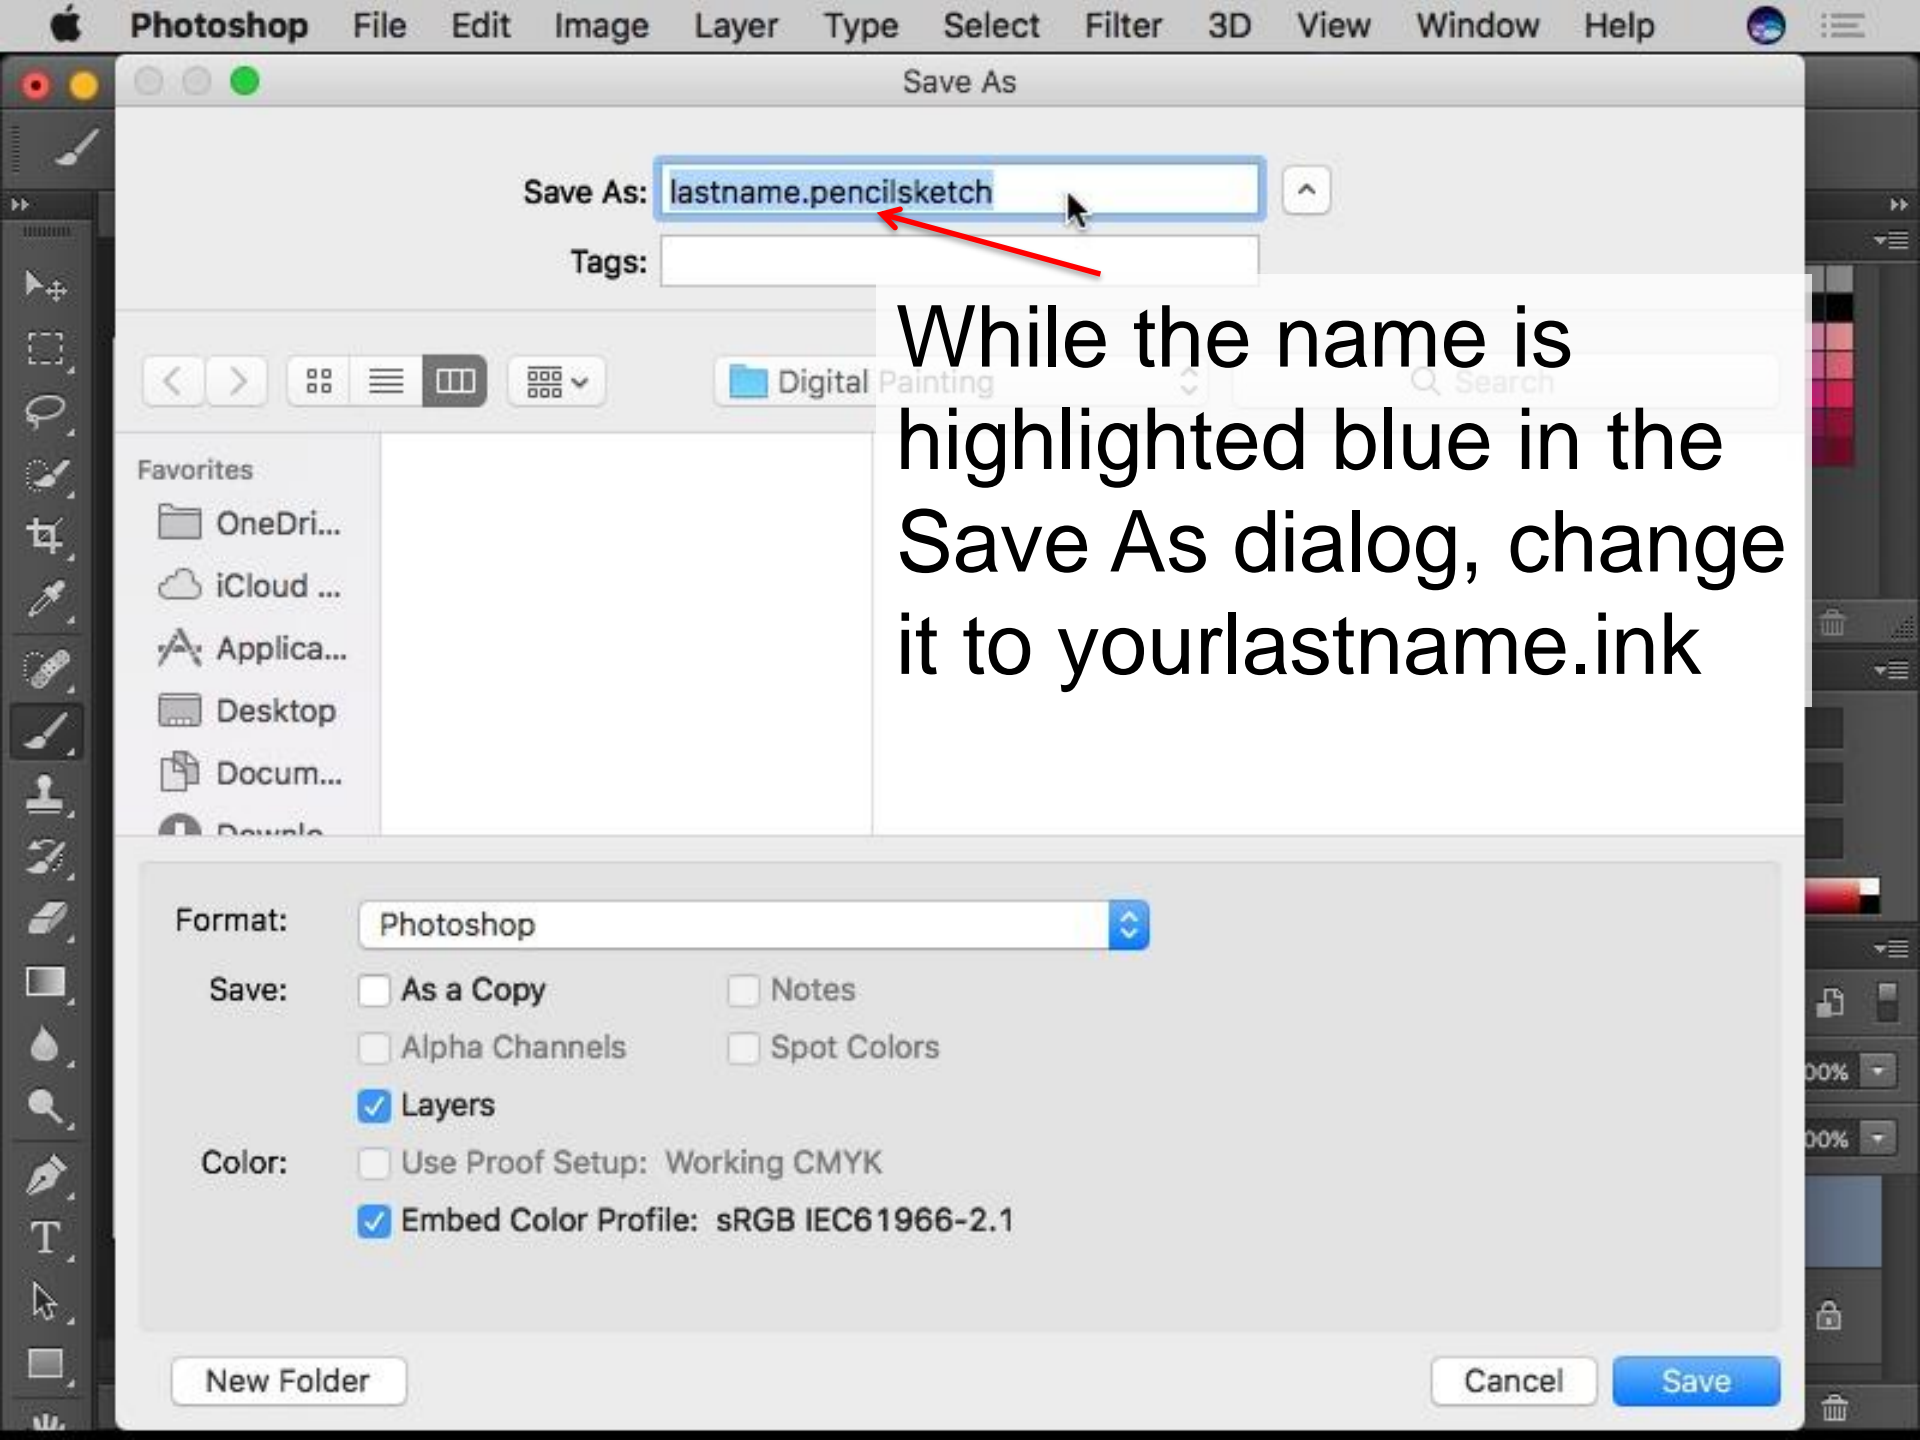 Photoshop File Edit Image Layer Type Select Filter 3D View Window Help
Save As
Save As: lastname.pencilsketch
Tags:
While the name is
highlighted blue in the
Save As dialog, change
it to yourlastname.ink
Digital Painting
Search
Favorites
OneDri...
iCloud ...
Applica...
Desktop
Docum...
Format: Photoshop
Save: As a Copy Notes
Alpha Channels Spot Colors
Layers
Color: Use Proof Setup: Working CMYK
Embed Color Profile: sRGB IEC61966-2.1
New Folder Cancel Save